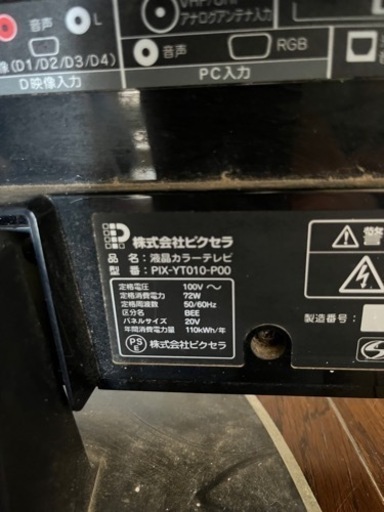 VHF/UHF
アナログアンテナ入力
音声 L
音声
RGB
(D1/D2/D3/D4)
D映像入力
PC入力
株式会社ピクセラ
品 名：液晶カラーテレビ
型 番：PIX-YT010-P00
定格電圧 100V～
定格消費電力 72W
定格周波数 50/60Hz
区分名 BEE
パネルサイズ 20V
年間消費電力量 110kWh/年
PS
E
株式会社ピクセラ
警
製造番号：